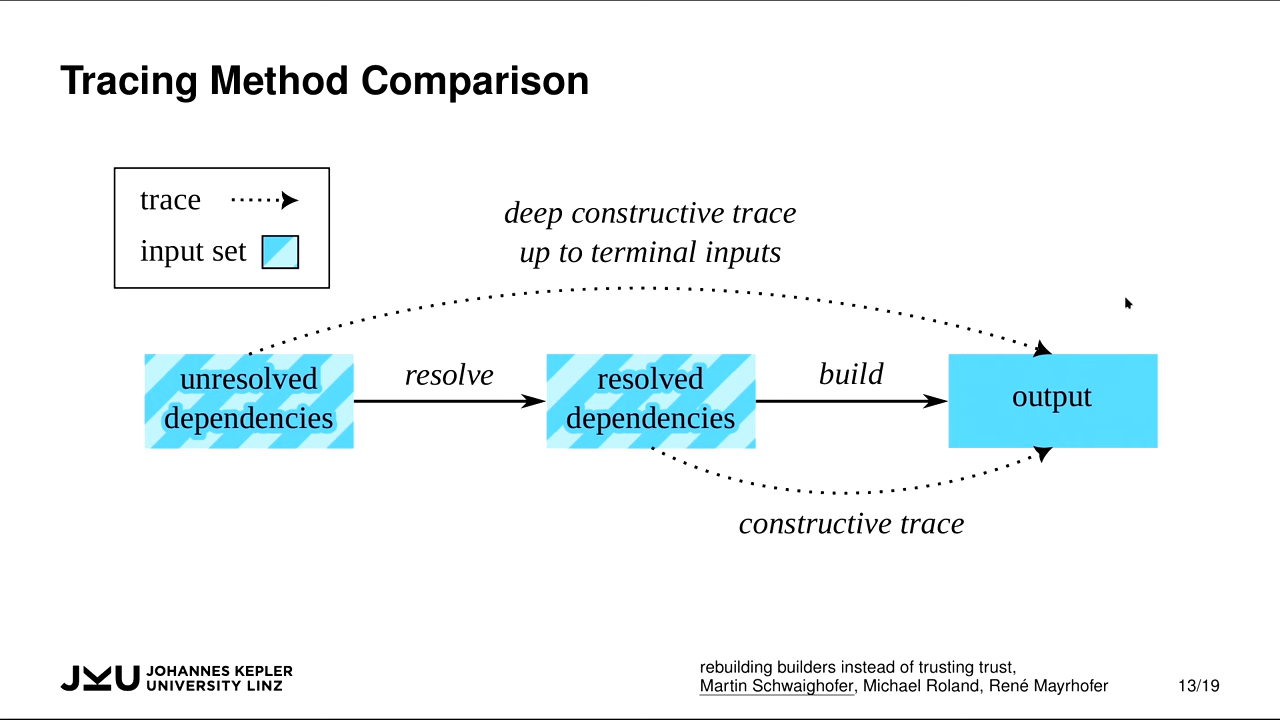 Tracing Method Comparison
trace
input set
deep constructive trace
up to terminal inputs
unresolved
dependencies
resolve
resolved
dependencies
build
output
constructive trace
JKU JOHANNES KEPLER
UNIVERSITY LINZ
rebuilding builders instead of trusting trust,
Martin Schwaighofer, Michael Roland, René Mayrhofer
13/19